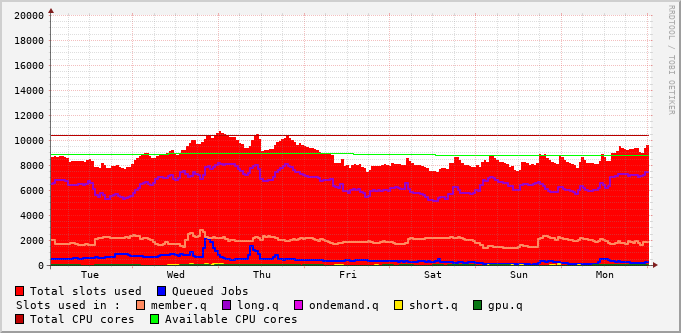 20000
18000
16000
14000
12000
10000
8000
6000
4000
2000
0
Tue Wed Thu Fri Sat Sun Mon
RRDTOOL / TOBI OETIKER
Total slots used Queued Jobs
Slots used in : member.q long.q ondemand.q short.q gpu.q
Total CPU cores Available CPU cores